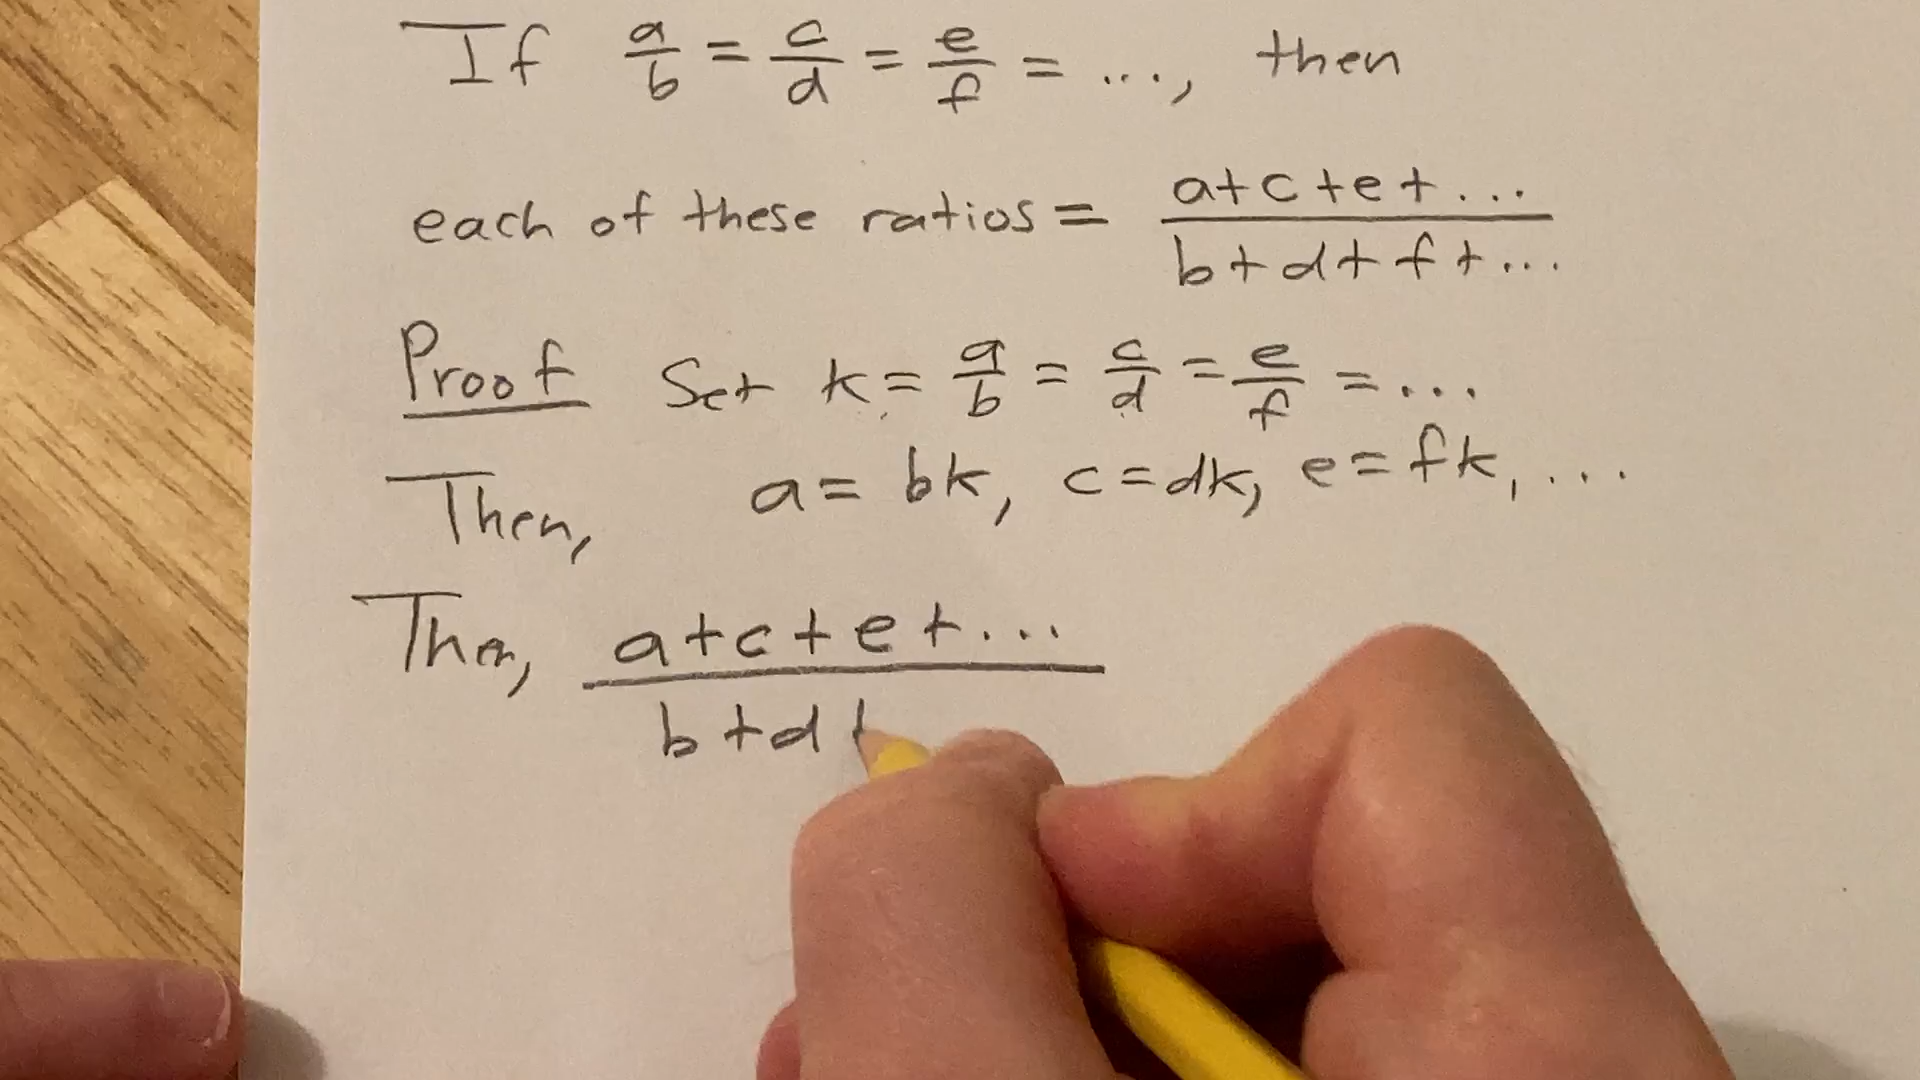 If a/b = c/d = e/f = ..., then
each of these ratios = (a+c+e+...)/(b+d+f+...)
Proof Set k = a/b = c/d = e/f = ...
Then, a = bk, c=dk, e=fk, ...
Then, a+c+e+...
b+d